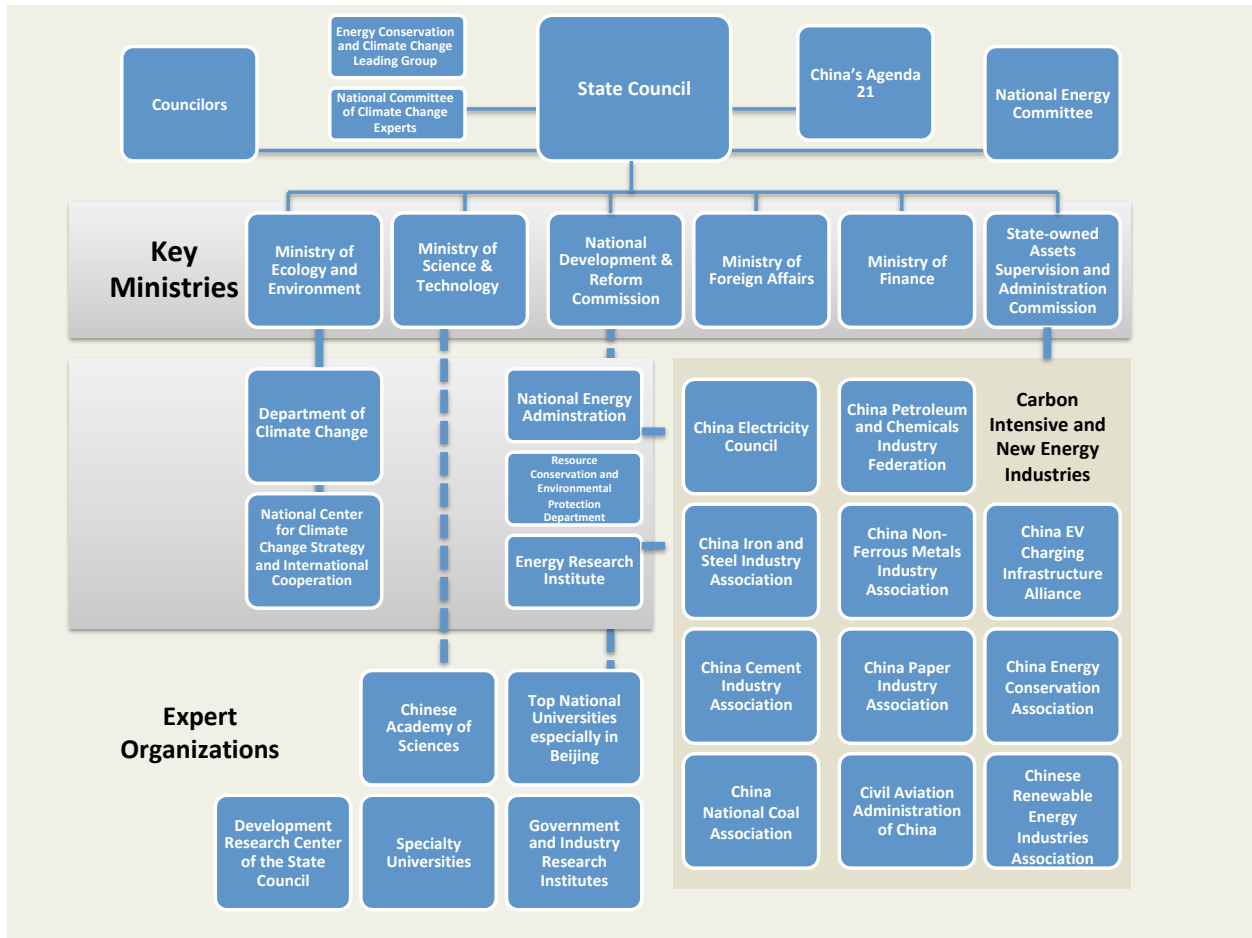 Energy Conservation
and Climate Change
Leading Group
State Council
China's Agenda
21
Councilors
National Committee
of Climate Change
Experts
National Energy
Committee
Key
Ministries
Ministry of
Ecology and
Environment
Ministry of
Science &
Technology
National
Development &
Reform
Commission
Ministry of
Foreign Affairs
Ministry of
Finance
State-owned
Assets
Supervision and
Administration
Commission
Department of
Climate Change
National Center
for Climate
Change Strategy
and International
Cooperation
National Energy
Adminstration
Resource
Conservation and
Environmental
Protection
Department
Energy Research
Institute
China Electricity
Council
China Petroleum
and Chemicals
Industry
Federation
Carbon
Intensive and
New Energy
Industries
China Iron and
Steel Industry
Association
China Non-
Ferrous Metals
Industry
Association
China EV
Charging
Infrastructure
Alliance
China Cement
Industry
Association
China Paper
Industry
Association
China Energy
Conservation
Association
China
National Coal
Association
Civil Aviation
Administration
of China
Chinese
Renewable
Energy
Industries
Association
Expert
Organizations
Chinese
Academy of
Sciences
Top National
Universities
especially in
Beijing
Development
Research Center
of the State
Council
Specialty
Universities
Government
and Industry
Research
Institutes